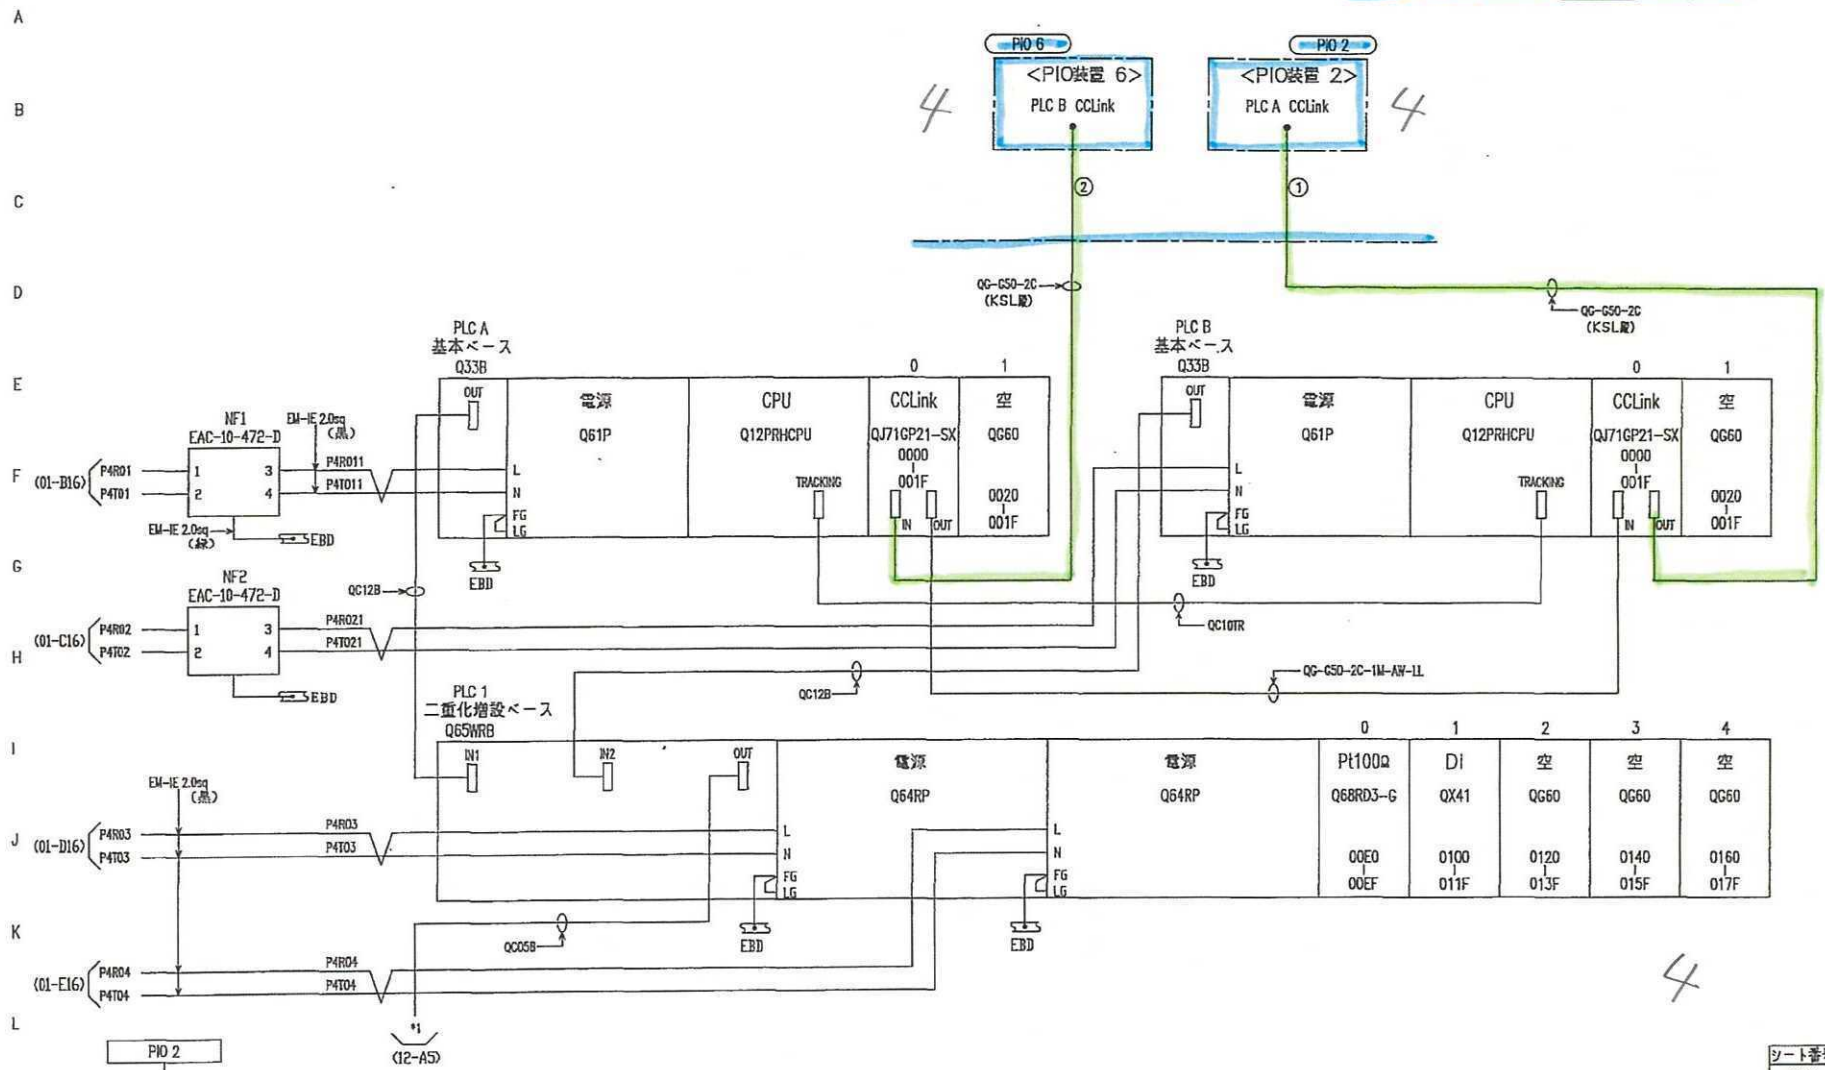 A
B
C
D
E
F
G
H
I
J
K
L
PIO 6
<PIO装置 6>
PLC B CCLink
4
②
PIO 2
<PIO装置 2>
PLC A CCLink
4
①
QG-G50-2C
(KSL殿)
QG-G50-2C
(KSL殿)
PLC A
基本ベース
Q33B
OUT
電源
Q61P
L
N
FG
LG
EBD
CPU
Q12PRHCPU
TRACKING
0
CCLink
QJ71GP21-SX
0000
001F
IN
OUT
1
空
QG60
0020
001F
PLC B
基本ベース
Q33B
OUT
電源
Q61P
L
N
FG
LG
EBD
CPU
Q12PRHCPU
TRACKING
0
CCLink
QJ71GP21-SX
0000
001F
IN
OUT
1
空
QG60
0020
001F
NF1
EAC-10-472-D
1 3
2 4
(01-B16)
P4R01
P4T01
EM-IE 2.0sq
(黒)
P4R011
P4T011
EM-IE 2.0sq
(緑)
EBD
NF2
EAC-10-472-D
1 3
2 4
(01-C16)
P4R02
P4T02
P4R021
P4T021
EBD
QC12B
QC10TR
QC12B
QG-G50-2C-1M-AW-LL
PLC 1
二重化増設ベース
Q65WRB
IN1
IN2
OUT
電源
Q64RP
L
N
FG
LG
EBD
電源
Q64RP
L
N
FG
LG
EBD
0
Pt100Ω
Q68RD3-G
00E0
00EF
1
DI
QX41
0100
011F
2
空
QG60
0120
013F
3
空
QG60
0140
015F
4
空
QG60
0160
017F
EM-IE 2.0sq
(黒)
(01-D16)
P4R03
P4T03
P4R03
P4T03
QC05B
(01-E16)
P4R04
P4T04
P4R04
P4T04
*1
(12-A5)
4
PIO 2
シート番